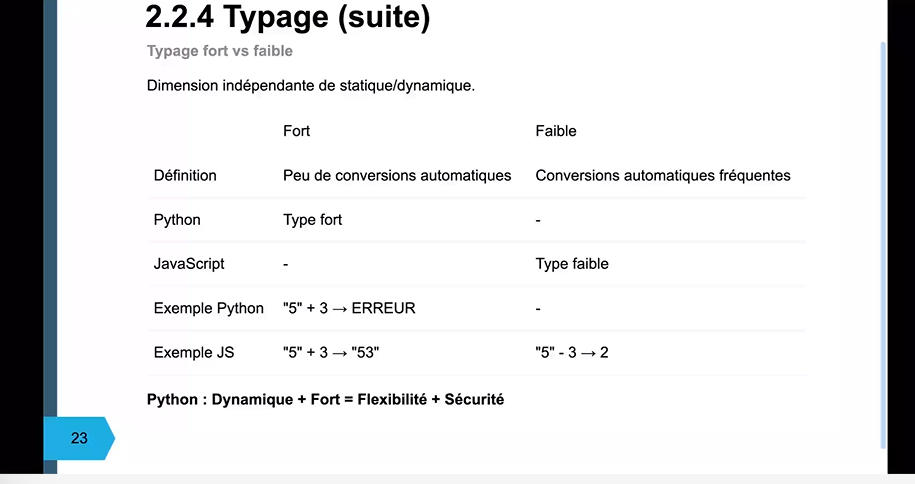 2.2.4 Typage (suite)
Typage fort vs faible
Dimension indépendante de statique/dynamique.
Fort Faible
Définition Peu de conversions automatiques Conversions automatiques fréquentes
Python Type fort -
JavaScript - Type faible
Exemple Python "5" + 3 → ERREUR -
Exemple JS "5" + 3 → "53" "5" - 3 → 2
Python : Dynamique + Fort = Flexibilité + Sécurité
23